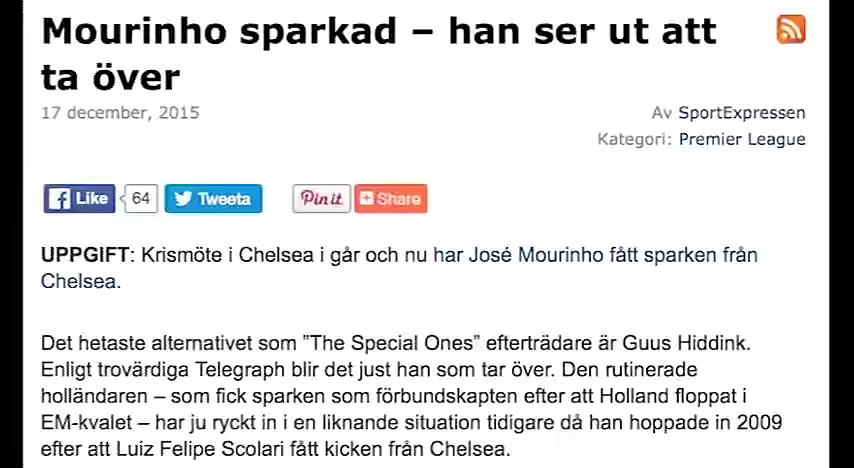 Mourinho sparkad – han ser ut att
ta över
17 december, 2015
Av SportExpressen
Kategori: Premier League
Like 64 Tweeta Pin it Share
UPPGIFT: Krismöte i Chelsea i går och nu har José Mourinho fått sparken från
Chelsea.
Det hetaste alternativet som ”The Special Ones” efterträdare är Guus Hiddink.
Enligt trovärdiga Telegraph blir det just han som tar över. Den rutinerade
holländaren – som fick sparken som förbundskapten efter att Holland floppat i
EM-kvalet – har ju ryckt in i en liknande situation tidigare då han hoppade in 2009
efter att Luiz Felipe Scolari fått kicken från Chelsea.